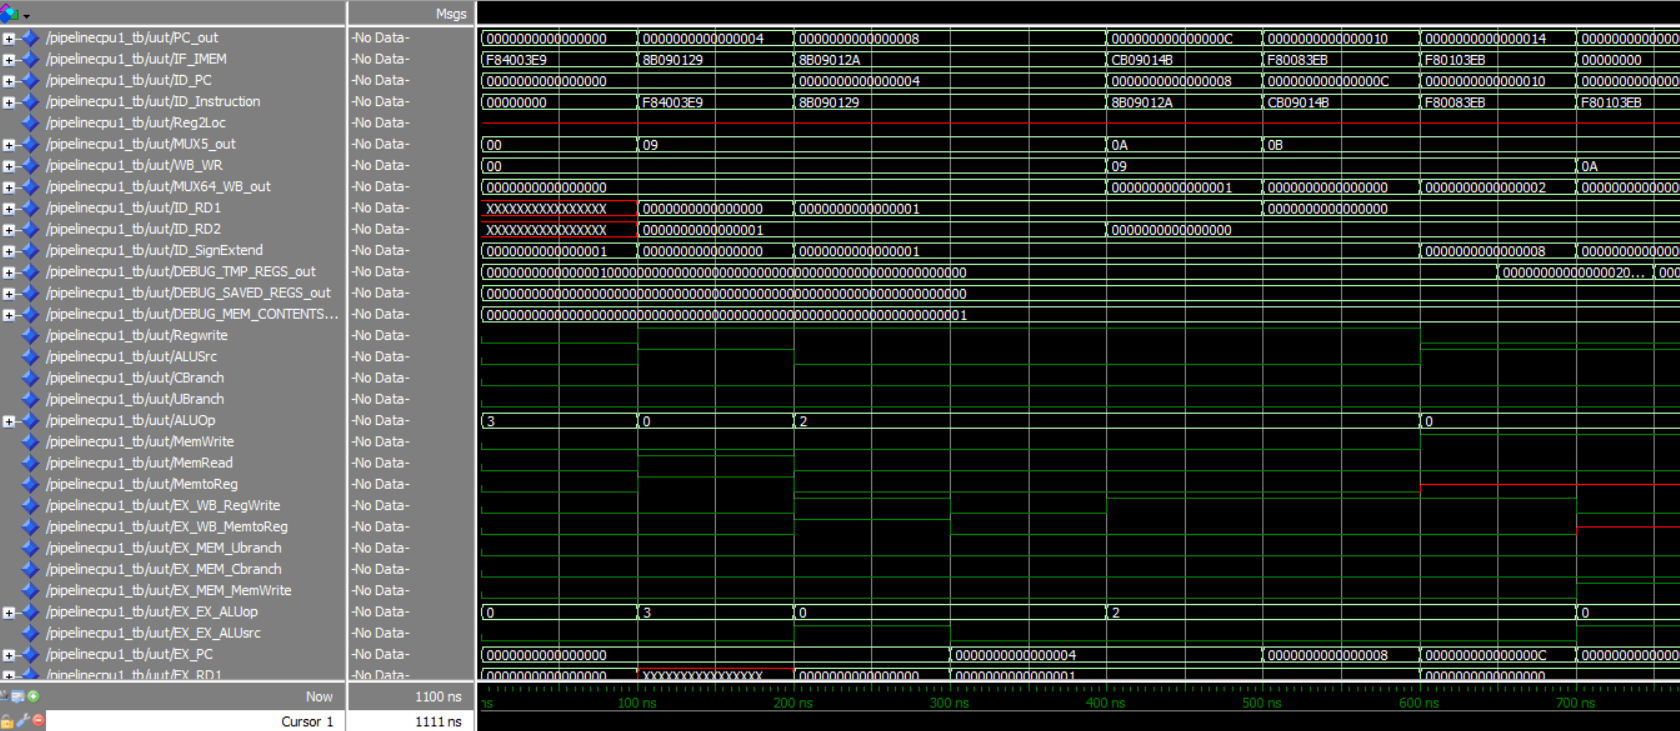 Msgs
/pipelinecpu1_tb/uut/PC_out -No Data- 0000000000000000 0000000000000004 0000000000000008 000000000000000C 0000000000000010 0000000000000014 000000000000
/pipelinecpu1_tb/uut/IF_IMEM -No Data- F84003E9 8B090129 8B09012A CB09014B F80083EB F80103EB 00000000
/pipelinecpu1_tb/uut/ID_PC -No Data- 0000000000000000 0000000000000004 0000000000000008 000000000000000C 0000000000000010 000000000000
/pipelinecpu1_tb/uut/ID_Instruction -No Data- 00000000 F84003E9 8B090129 8B09012A CB09014B F80083EB F80103EB
/pipelinecpu1_tb/uut/Reg2Loc -No Data-
/pipelinecpu1_tb/uut/MUX5_out -No Data- 00 09 0A 0B
/pipelinecpu1_tb/uut/WB_WR -No Data- 00 09 0A
/pipelinecpu1_tb/uut/MUX64_WB_out -No Data- 0000000000000000 0000000000000001 0000000000000000 0000000000000002 000000000000
/pipelinecpu1_tb/uut/ID_RD1 -No Data- XXXXXXXXXXXXXXXX 0000000000000000 0000000000000001 0000000000000000
/pipelinecpu1_tb/uut/ID_RD2 -No Data- XXXXXXXXXXXXXXXX 0000000000000001 0000000000000000
/pipelinecpu1_tb/uut/ID_SignExtend -No Data- 0000000000000001 0000000000000000 0000000000000001 0000000000000008 000000000000
/pipelinecpu1_tb/uut/DEBUG_TMP_REGS_out -No Data- 0000000000000001000000000000000000000000000000000000000000000000 00000000000000020... 000
/pipelinecpu1_tb/uut/DEBUG_SAVED_REGS_out -No Data- 0000000000000000000000000000000000000000000000000000000000000000
/pipelinecpu1_tb/uut/DEBUG_MEM_CONTENTS... -No Data- 0000000000000000000000000000000000000000000000000000000000000001
/pipelinecpu1_tb/uut/Regwrite -No Data-
/pipelinecpu1_tb/uut/ALUSrc -No Data-
/pipelinecpu1_tb/uut/CBranch -No Data-
/pipelinecpu1_tb/uut/UBranch -No Data-
/pipelinecpu1_tb/uut/ALUOp -No Data- 3 0 2 0
/pipelinecpu1_tb/uut/MemWrite -No Data-
/pipelinecpu1_tb/uut/MemRead -No Data-
/pipelinecpu1_tb/uut/MemtoReg -No Data-
/pipelinecpu1_tb/uut/EX_WB_RegWrite -No Data-
/pipelinecpu1_tb/uut/EX_WB_MemtoReg -No Data-
/pipelinecpu1_tb/uut/EX_MEM_Ubranch -No Data-
/pipelinecpu1_tb/uut/EX_MEM_Cbranch -No Data-
/pipelinecpu1_tb/uut/EX_MEM_MemWrite -No Data-
/pipelinecpu1_tb/uut/EX_EX_ALUop -No Data- 0 3 0 2 0
/pipelinecpu1_tb/uut/EX_EX_ALUsrc -No Data-
/pipelinecpu1_tb/uut/EX_PC -No Data- 0000000000000000 0000000000000004 0000000000000008 000000000000000C 000000000000
/pipelinecpu1_tb/uut/EX_RD1 -No Data- 0000000000000000 XXXXXXXXXXXXXXXX 0000000000000000 0000000000000001 0000000000000000
Now 1100 ns ns 100 ns 200 ns 300 ns 400 ns 500 ns 600 ns 700 ns
Cursor 1 1111 ns